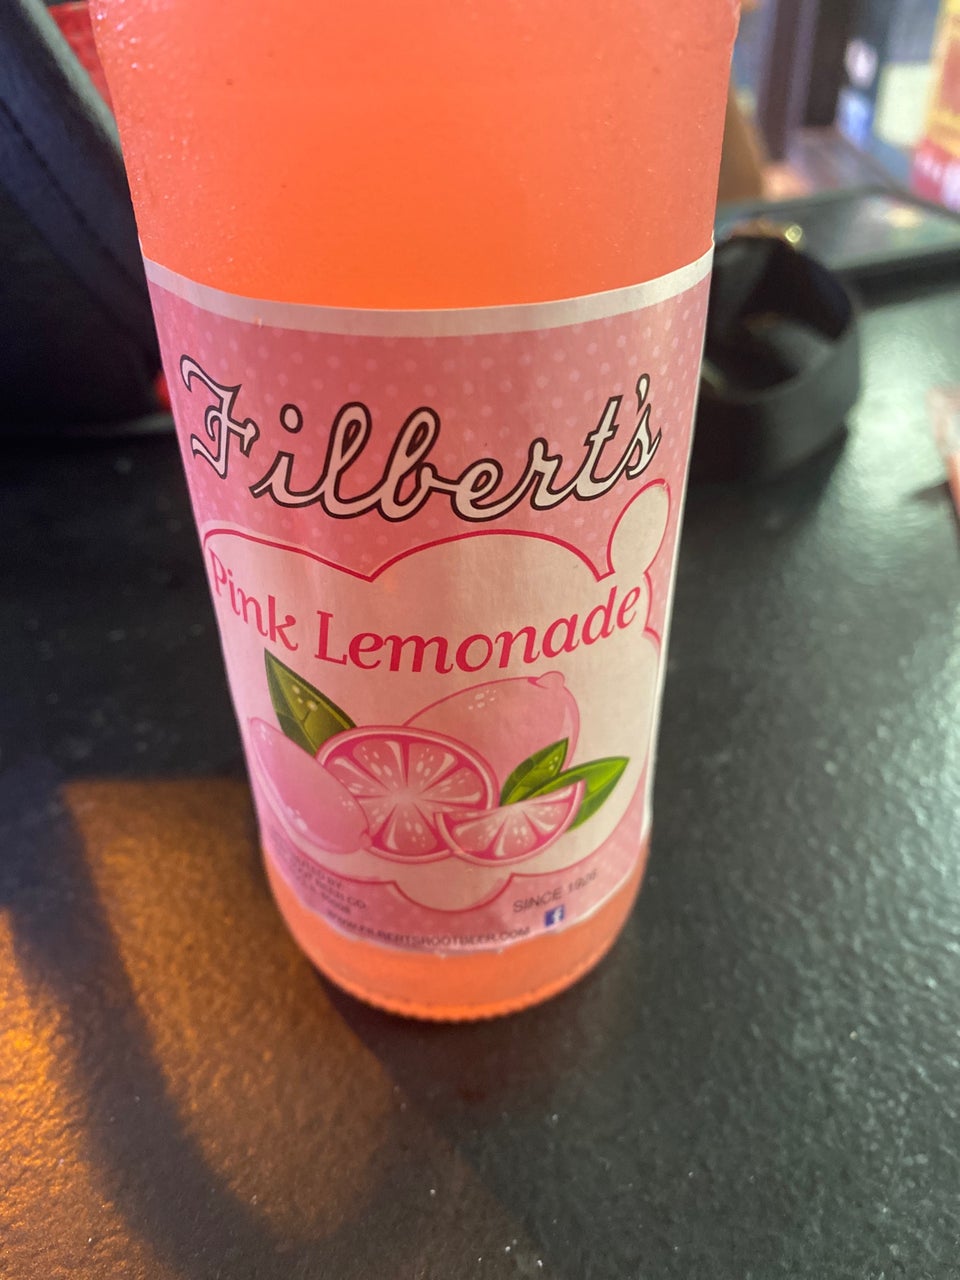 Filbert's
Pink Lemonade
SINCE 1926
WWW.FILBERTSROOTBEER.COM